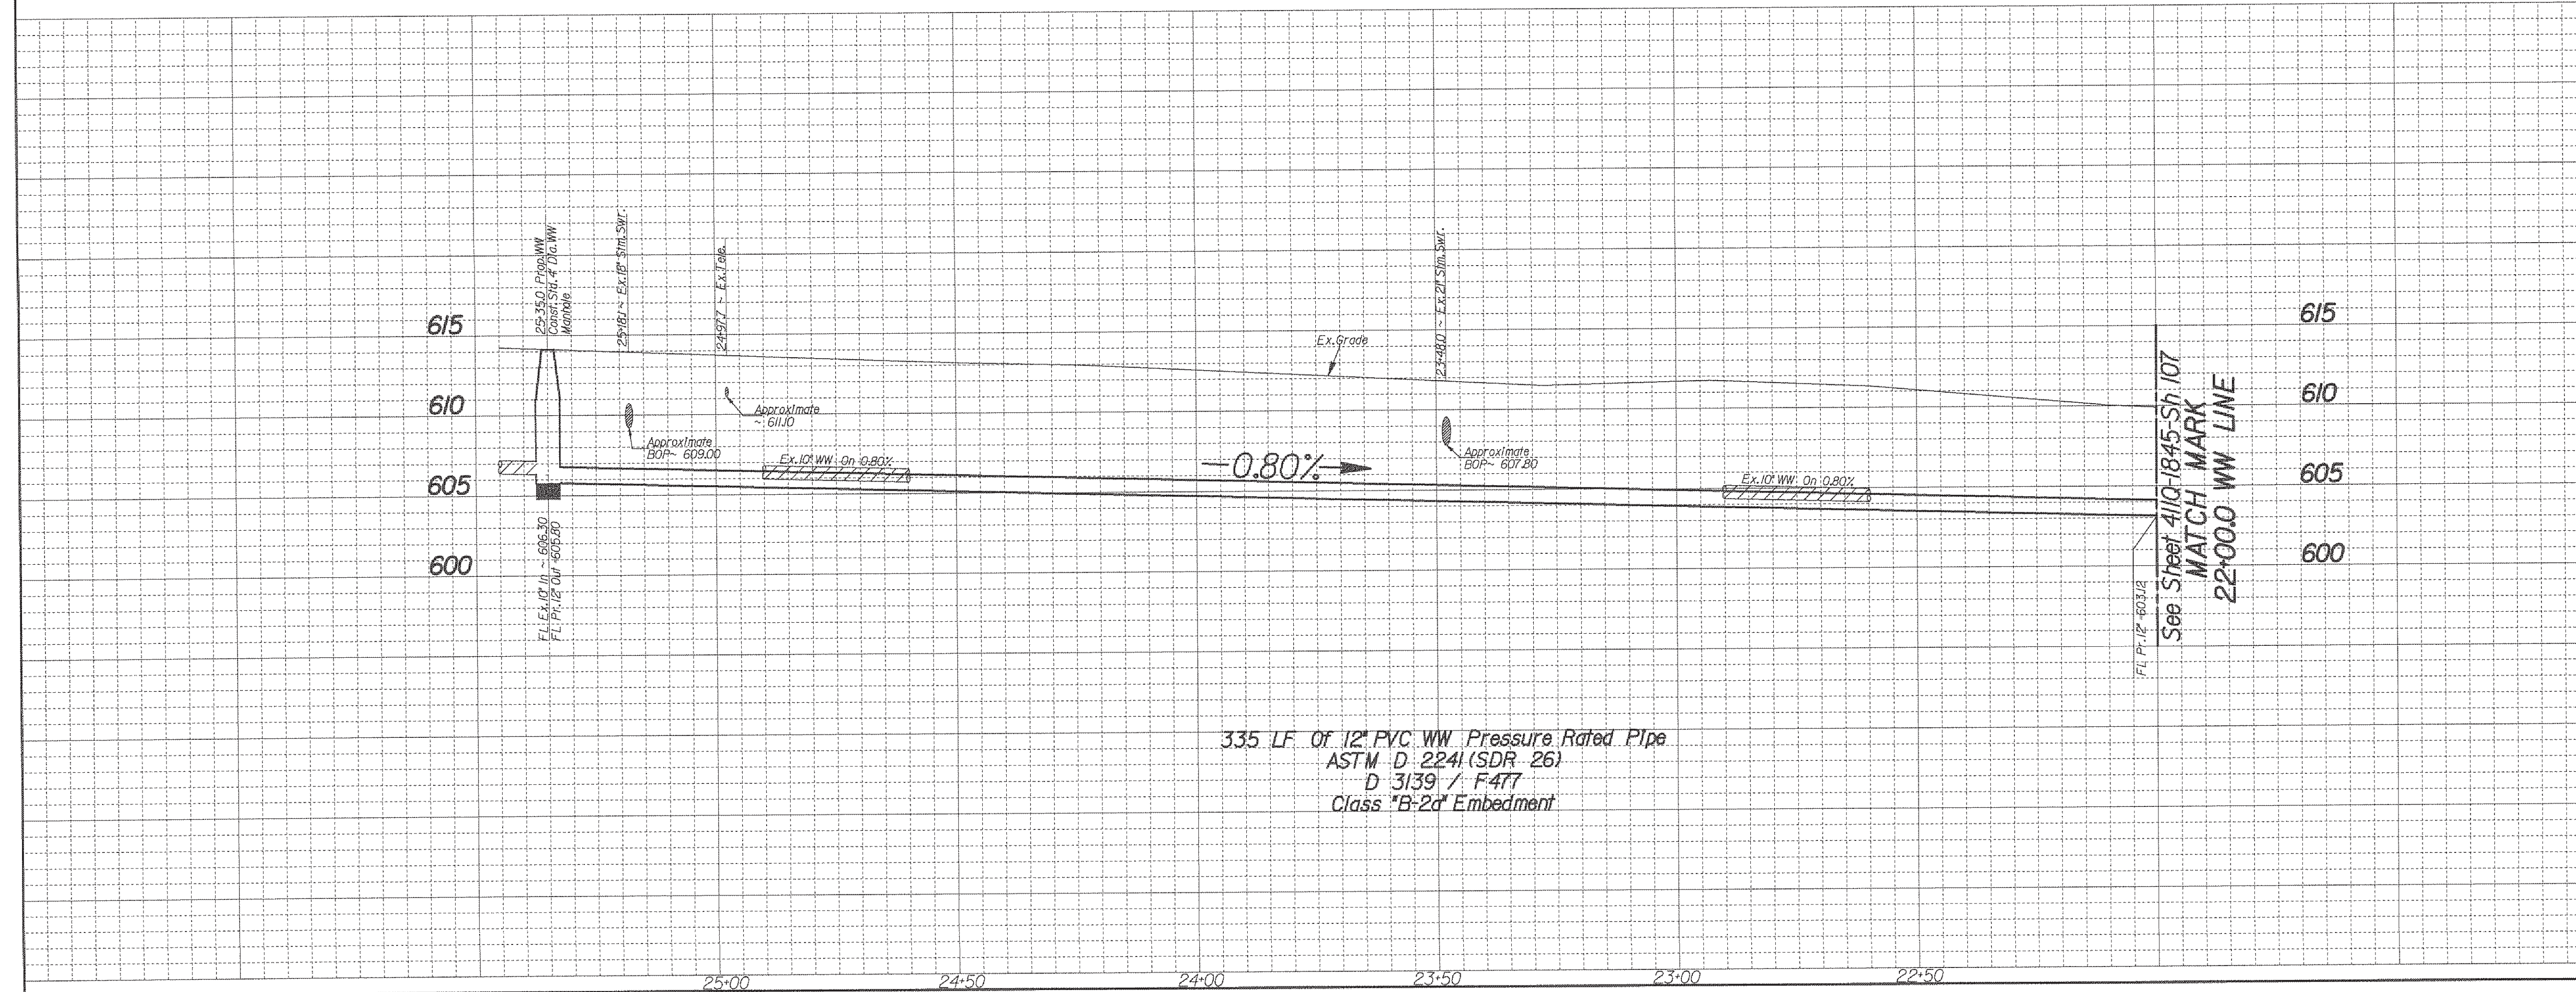 25+35.0 Prop.WW
Const.Std.4' Dia.WW
Manhole
25+18.1 ~ Ex.18" Stm.Swr.
24+97.7 ~ Ex.Tele.
23+48.0 ~ Ex.21" Stm.Swr.
Ex.Grade
615
610
605
600
Approximate
BOP~ 609.00
Approximate
~ 611.10
Approximate
BOP~ 607.80
Ex.10" WW On 0.80%
0.80%
Ex.10" WW On 0.80%
FL Ex.10" In ~ 606.30
FL Pr.12" Out ~605.80
FL Pr.12" ~603.12
See Sheet 411Q-1845-Sh 107
MATCH MARK
22+00.0 WW LINE
615
610
605
600
335 LF Of 12" PVC WW Pressure Rated Pipe
ASTM D 2241 (SDR 26)
D 3139 / F477
Class "B-2a" Embedment
25+00
24+50
24+00
23+50
23+00
22+50